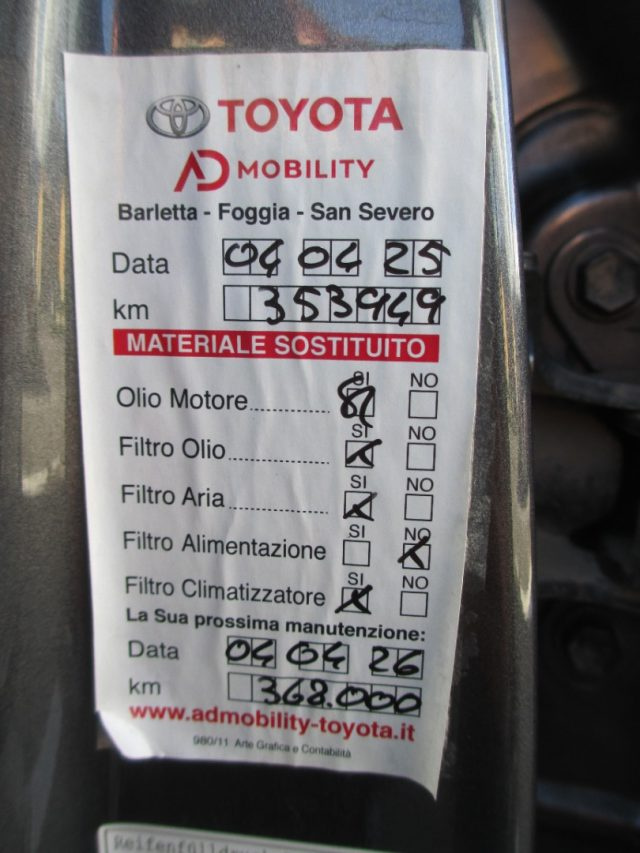 TOYOTA
AD MOBILITY
Barletta - Foggia - San Severo
Data 04 04 25
km 353949
MATERIALE SOSTITUITO
SI NO
Olio Motore
SI NO
Filtro Olio X
SI NO
Filtro Aria X
SI NO
Filtro Alimentazione X
SI NO
Filtro Climatizzatore X
La Sua prossima manutenzione:
Data 04 04 26
km 368.000
www.admobility-toyota.it
980/11 Arte Grafica e Contabilità